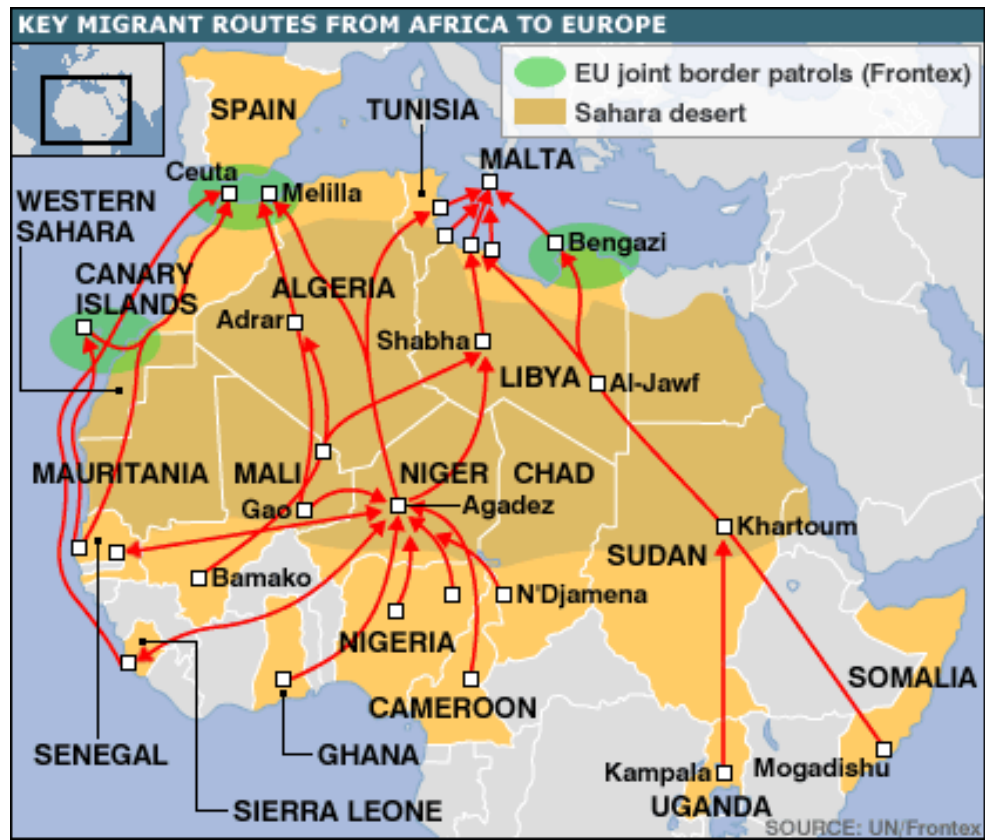 KEY MIGRANT ROUTES FROM AFRICA TO EUROPE
EU joint border patrols (Frontex)
Sahara desert
SPAIN
TUNISIA
MALTA
Ceuta
Melilla
WESTERN
SAHARA
Bengazi
CANARY
ISLANDS
ALGERIA
Adrar
Shabha
LIBYA
Al-Jawf
MAURITANIA
MALI
NIGER
CHAD
Gao
Agadez
Khartoum
SUDAN
Bamako
N'Djamena
NIGERIA
SOMALIA
CAMEROON
SENEGAL
GHANA
Kampala
Mogadishu
UGANDA
SIERRA LEONE
SOURCE: UN/Frontex